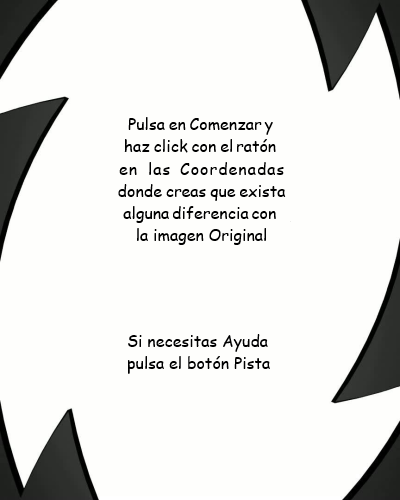 Pulsa en Comenzar y
haz click con el ratón
en las Coordenadas
donde creas que exista
alguna diferencia con
la imagen Original
Si necesitas Ayuda
pulsa el botón Pista